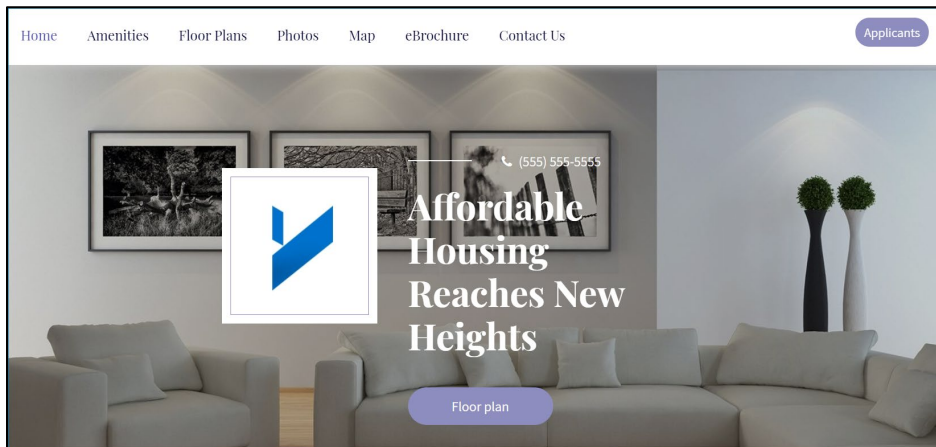 Home Amenities Floor Plans Photos Map eBrochure Contact Us Applicants
(555) 555-5555
Affordable
Housing
Reaches New
Heights
Floor plan